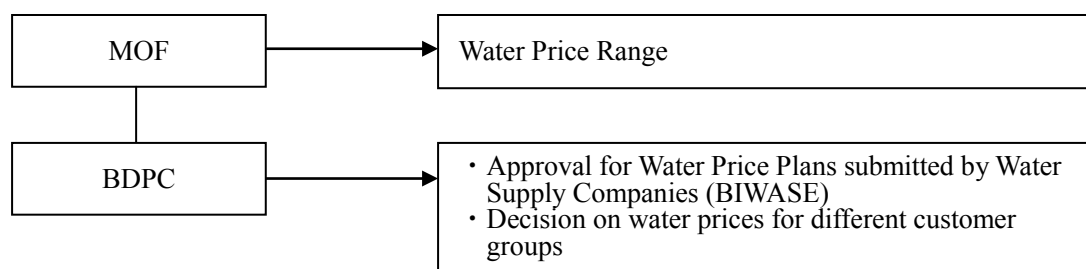 MOF
Water Price Range
BDPC
・Approval for Water Price Plans submitted by Water
Supply Companies (BIWASE)
・Decision on water prices for different customer
groups